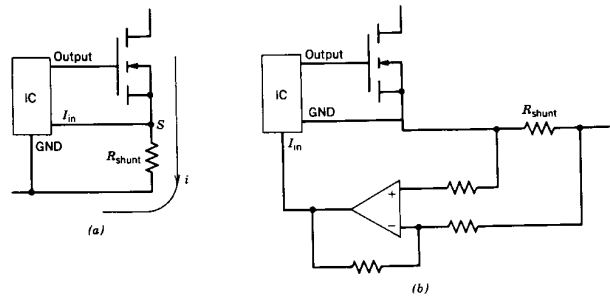 Output
IC
I_in
S
GND
R_shunt
i
(a)
Output
IC
GND
I_in
R_shunt
+
−
(b)